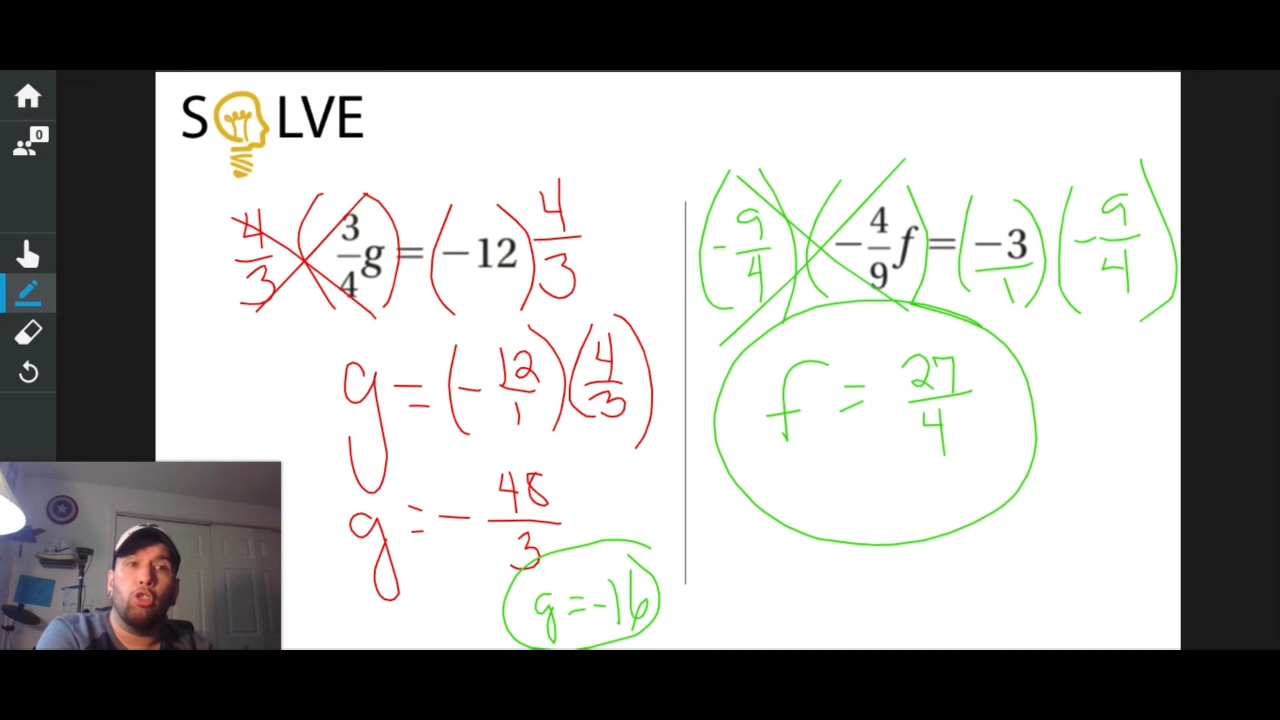 0
SOLVE
4/3 (3/4 g) = (-12) 4/3
g = (-12/1)(4/3)
g = -48/3
g = -16
(-9/4)(-4/9 f) = (-3/1)(-9/4)
f = 27/4